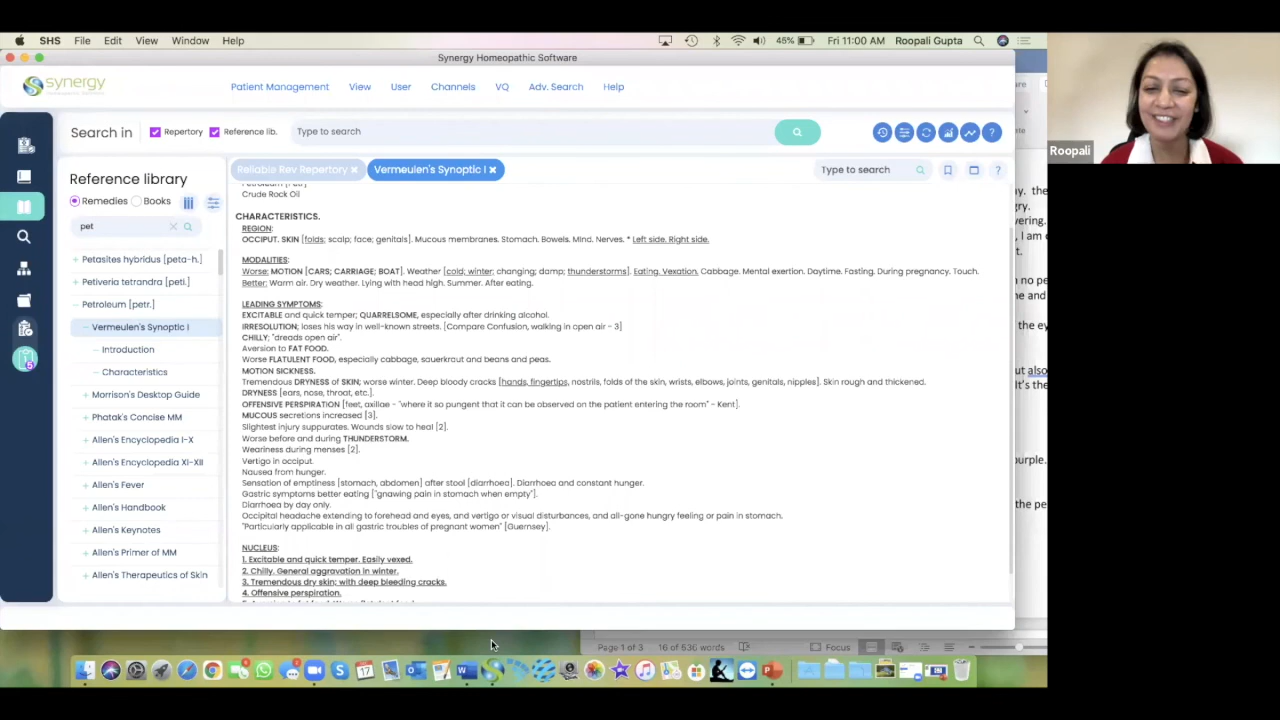 SHS File Edit View Window Help 45% Fri 11:00 AM Roopali Gupta
Synergy Homeopathic Software
synergy
Patient Management View User Channels VQ Adv. Search Help
Search in Repertory Reference lib. Type to search
Reference library
Remedies Books
pet
Petasites hybridus [peta-h.]
Petiveria tetrandra [peti.]
Petroleum [petr.]
Vermeulen's Synoptic I
Introduction
Characteristics
Morrison's Desktop Guide
Phatak's Concise MM
Allen's Encyclopedia I-X
Allen's Encyclopedia XI-XII
Allen's Fever
Allen's Handbook
Allen's Keynotes
Allen's Primer of MM
Allen's Therapeutics of Skin
Reliable Rev Repertory × Vermeulen's Synoptic I × Type to search ?
Crude Rock Oil
CHARACTERISTICS.
REGION:
OCCIPUT. SKIN [folds; scalp; face; genitals]. Mucous membranes. Stomach. Bowels. Mind. Nerves. * Left side. Right side.
MODALITIES:
Worse: MOTION [CARS; CARRIAGE; BOAT]. Weather [cold; winter; changing; damp; thunderstorms]. Eating. Vexation. Cabbage. Mental exertion. Daytime. Fasting. During pregnancy. Touch.
Better: Warm air. Dry weather. Lying with head high. Summer. After eating.
LEADING SYMPTOMS:
EXCITABLE and quick temper; QUARRELSOME, especially after drinking alcohol.
IRRESOLUTION; loses his way in well-known streets. [Compare Confusion, walking in open air - 3]
CHILLY; "dreads open air".
Aversion to FAT FOOD.
Worse FLATULENT FOOD, especially cabbage, sauerkraut and beans and peas.
MOTION SICKNESS.
Tremendous DRYNESS of SKIN; worse winter. Deep bloody cracks [hands, fingertips, nostrils, folds of the skin, wrists, elbows, joints, genitals, nipples]. Skin rough and thickened.
DRYNESS [ears, nose, throat, etc.].
OFFENSIVE PERSPIRATION [feet, axillae - "where it so pungent that it can be observed on the patient entering the room" - Kent].
MUCOUS secretions increased [3].
Slightest injury suppurates. Wounds slow to heal [2].
Worse before and during THUNDERSTORM.
Weariness during menses [2].
Vertigo in occiput.
Nausea from hunger.
Sensation of emptiness [stomach, abdomen] after stool [diarrhoea]. Diarrhoea and constant hunger.
Gastric symptoms better eating ["gnawing pain in stomach when empty"].
Diarrhoea by day only.
Occipital headache extending to forehead and eyes, and vertigo or visual disturbances, and all-gone hungry feeling or pain in stomach.
"Particularly applicable in all gastric troubles of pregnant women" [Guernsey].
NUCLEUS:
1. Excitable and quick temper. Easily vexed.
2. Chilly. General aggravation in winter.
3. Tremendous dry skin; with deep bleeding cracks.
4. Offensive perspiration.
Roopali
Page 1 of 3 16 of 536 words Focus